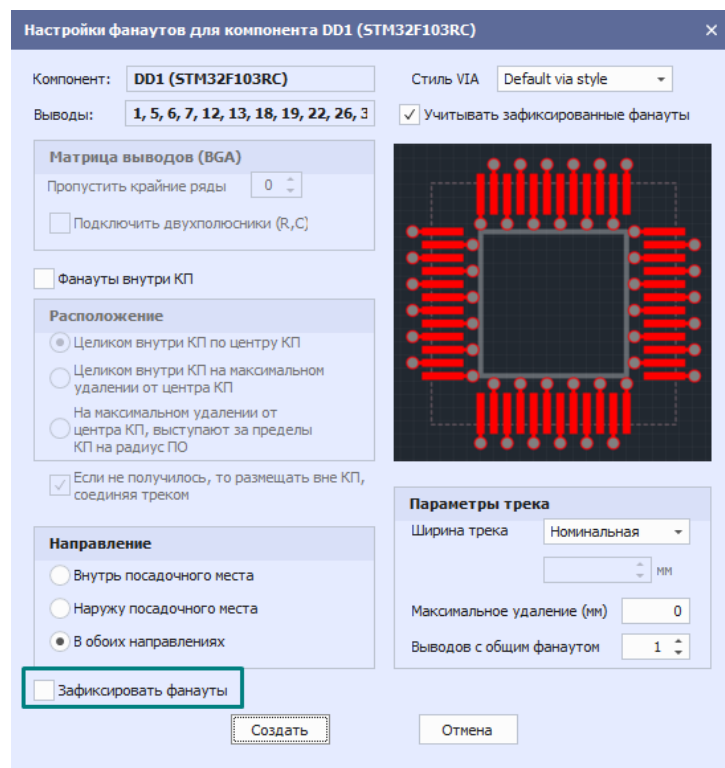 Настройки фанаутов для компонента DD1 (STM32F103RC)
Компонент: DD1 (STM32F103RC)
Выводы: 1, 5, 6, 7, 12, 13, 18, 19, 22, 26, 3
Стиль VIA Default via style
Учитывать зафиксированные фанауты
Матрица выводов (BGA)
Пропустить крайние ряды 0
Подключить двухполюсники (R,C)
Фанауты внутри КП
Расположение
Целиком внутри КП по центру КП
Целиком внутри КП на максимальном
удалении от центра КП
На максимальном удалении от
центра КП, выступают за пределы
КП на радиус ПО
Если не получилось, то размещать вне КП,
соединяя треком
Направление
Внутрь посадочного места
Наружу посадочного места
В обоих направлениях
Параметры трека
Ширина трека Номинальная
мм
Максимальное удаление (мм) 0
Выводов с общим фанаутом 1
Зафиксировать фанауты
Создать
Отмена